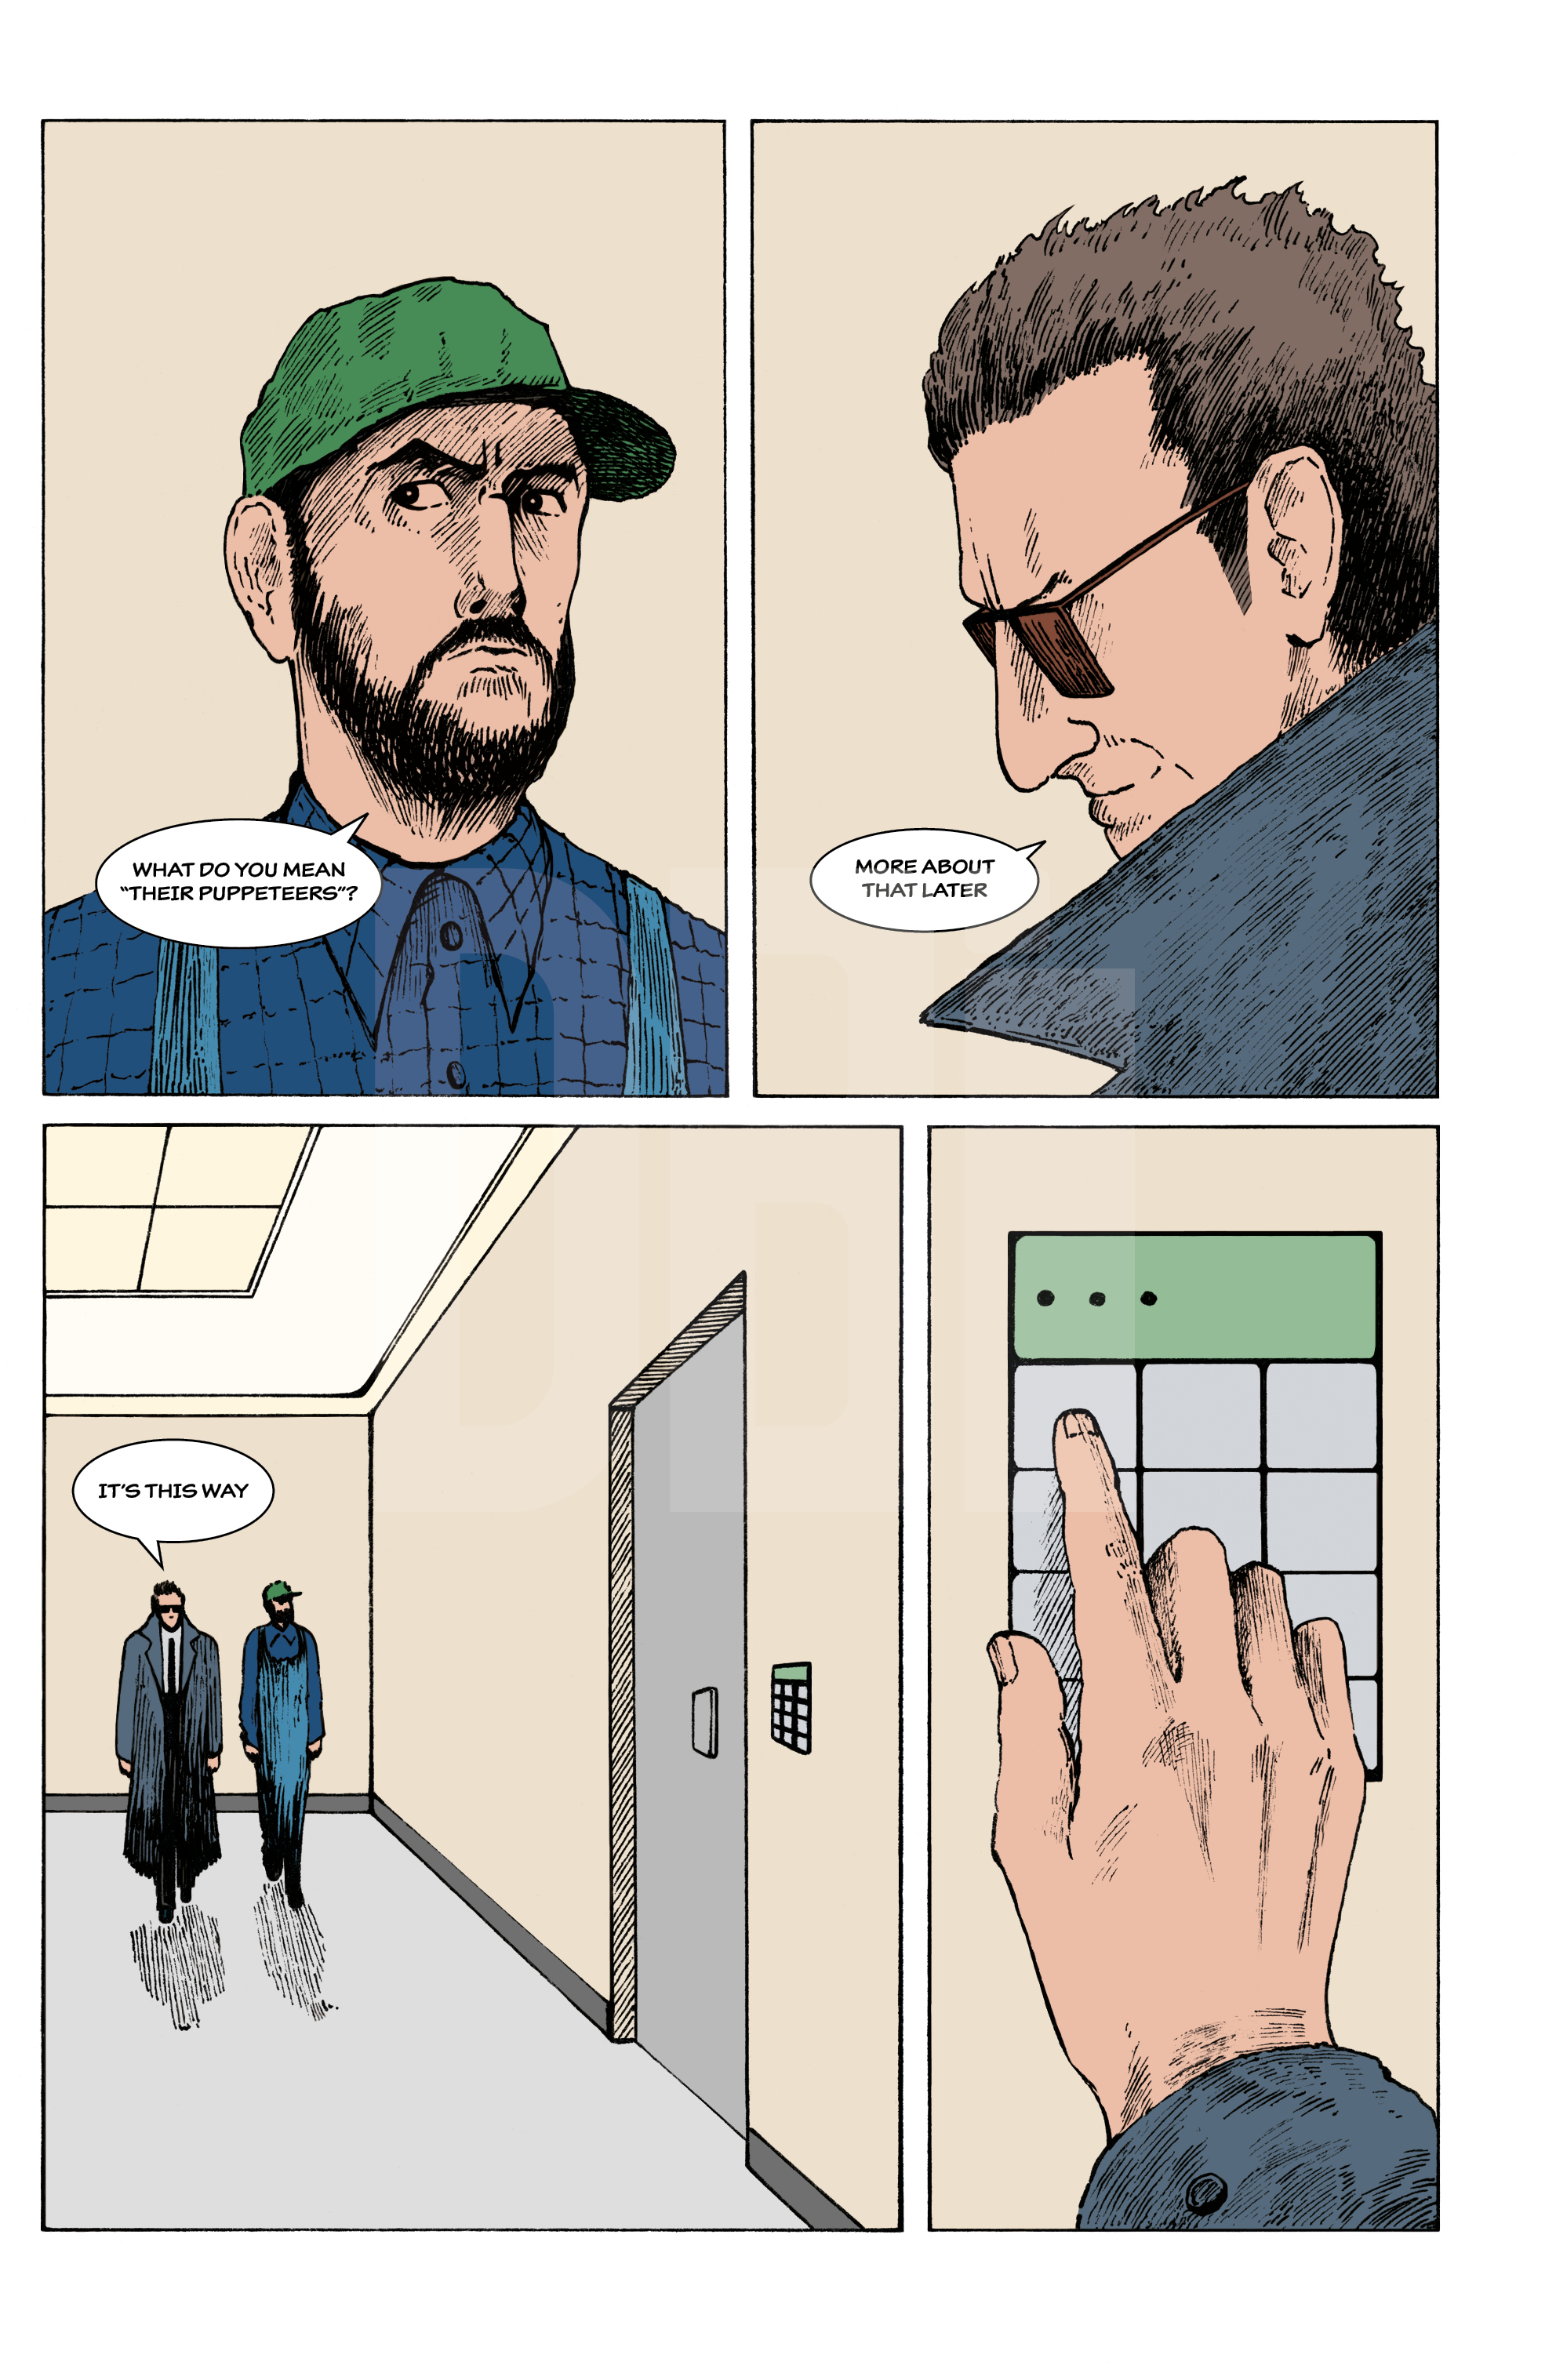 WHAT DO YOU MEAN
“THEIR PUPPETEERS”?
MORE ABOUT
THAT LATER
IT’S THIS WAY